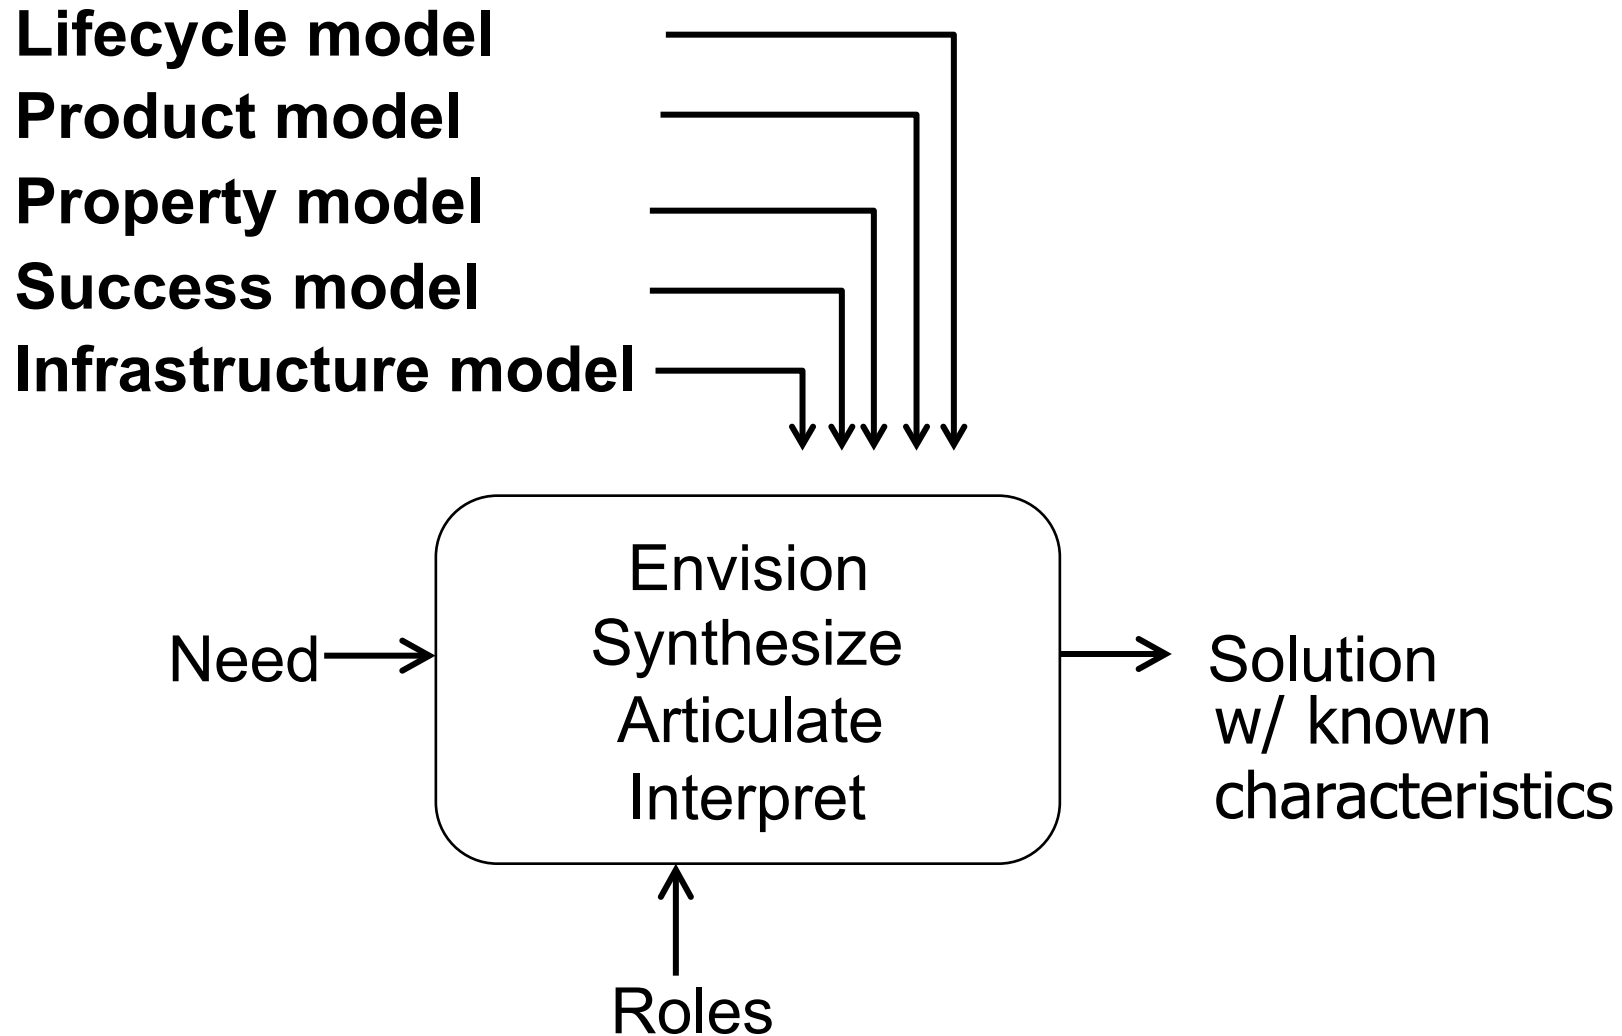 Lifecycle model
Product model
Property model
Success model
Infrastructure model
Envision
Synthesize
Articulate
Interpret
Need
Solution
w/ known
characteristics
Roles